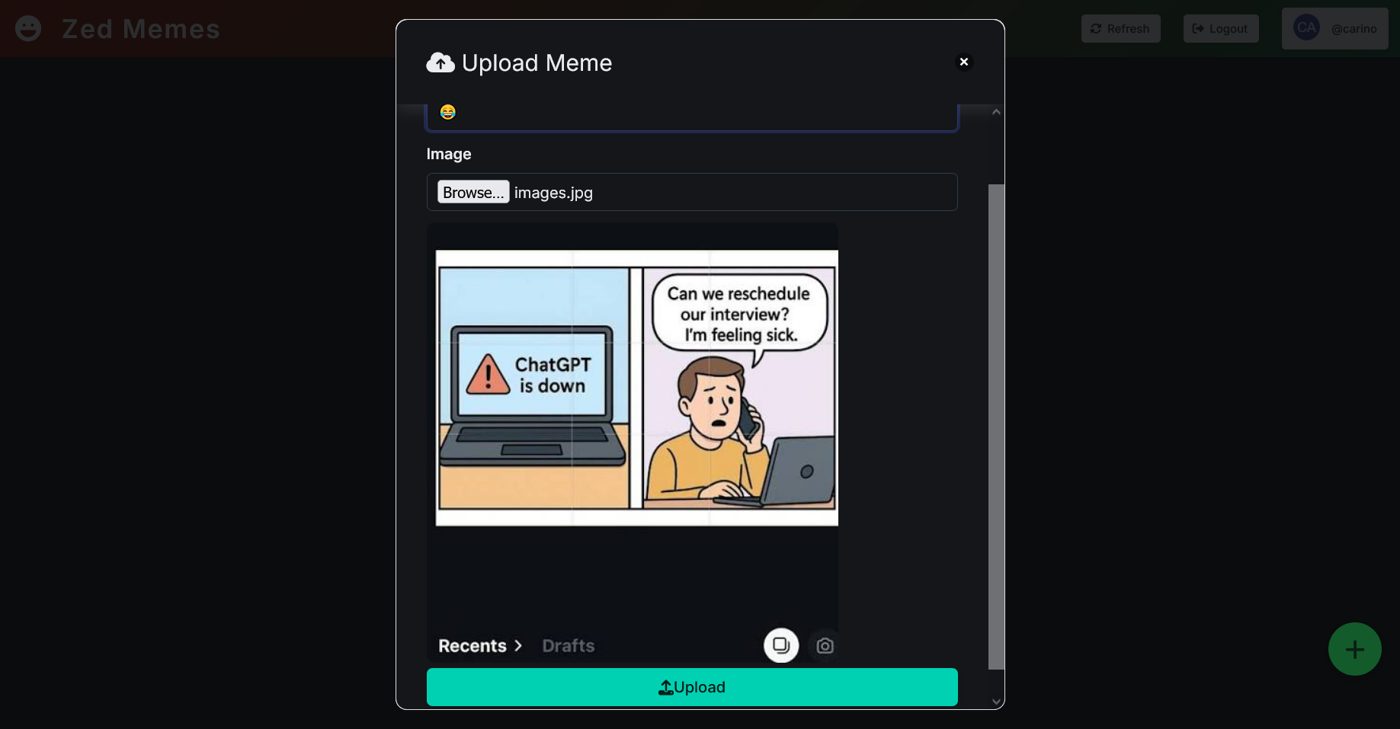 Zed Memes
Refresh
Logout
CA
@carino
Upload Meme
😂
Image
Browse... images.jpg
ChatGPT
is down
Can we reschedule
our interview?
I'm feeling sick.
Recents
Drafts
Upload